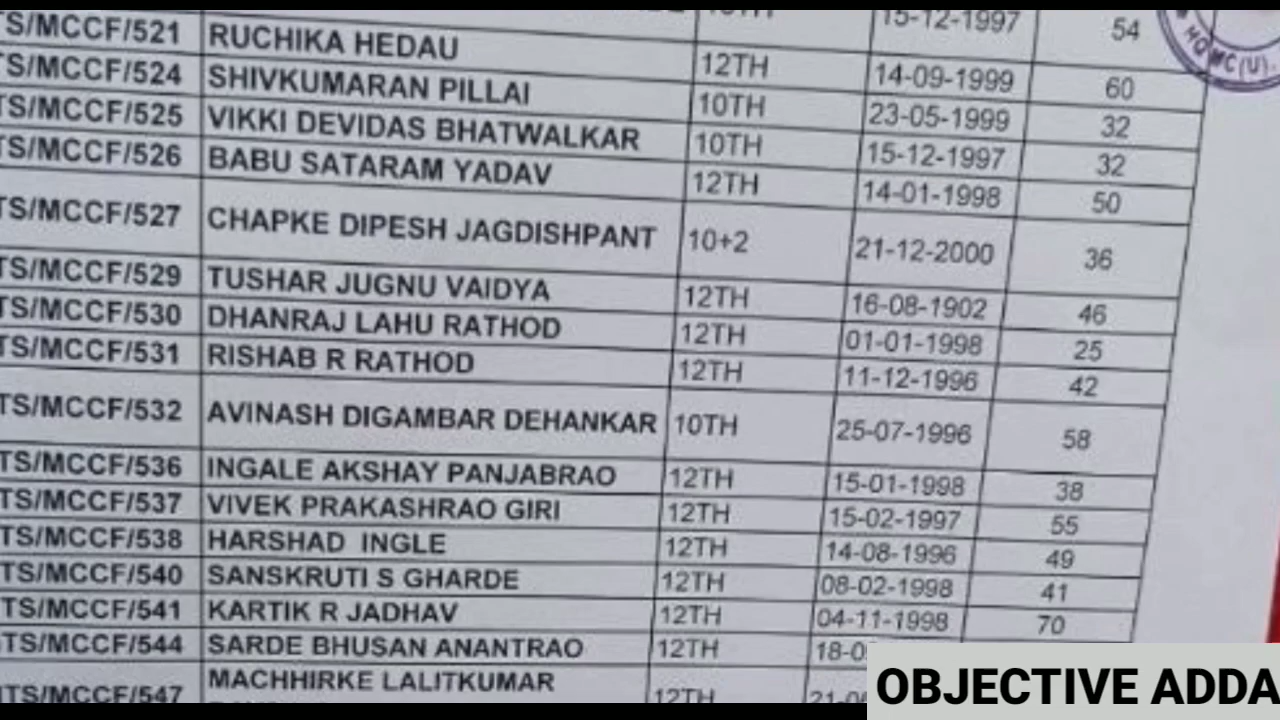 15-12-1997 54
TS/MCCF/521 RUCHIKA HEDAU 12TH 14-09-1999 60
TS/MCCF/524 SHIVKUMARAN PILLAI 10TH 23-05-1999 32
TS/MCCF/525 VIKKI DEVIDAS BHATWALKAR 10TH 15-12-1997 32
TS/MCCF/526 BABU SATARAM YADAV 12TH 14-01-1998 50
TS/MCCF/527 CHAPKE DIPESH JAGDISHPANT 10+2 21-12-2000 36
TS/MCCF/529 TUSHAR JUGNU VAIDYA 12TH 16-08-1902 46
TS/MCCF/530 DHANRAJ LAHU RATHOD 12TH 01-01-1998 25
TS/MCCF/531 RISHAB R RATHOD 12TH 11-12-1996 42
TS/MCCF/532 AVINASH DIGAMBAR DEHANKAR 10TH 25-07-1996 58
TS/MCCF/536 INGALE AKSHAY PANJABRAO 12TH 15-01-1998 38
TS/MCCF/537 VIVEK PRAKASHRAO GIRI 12TH 15-02-1997 55
TS/MCCF/538 HARSHAD INGLE 12TH 14-08-1996 49
TS/MCCF/540 SANSKRUTI S GHARDE 12TH 08-02-1998 41
TS/MCCF/541 KARTIK R JADHAV 12TH 04-11-1998 70
TS/MCCF/544 SARDE BHUSAN ANANTRAO 12TH 18-0
TS/MCCF/547 MACHHIRKE LALITKUMAR 12TH
OBJECTIVE ADDA